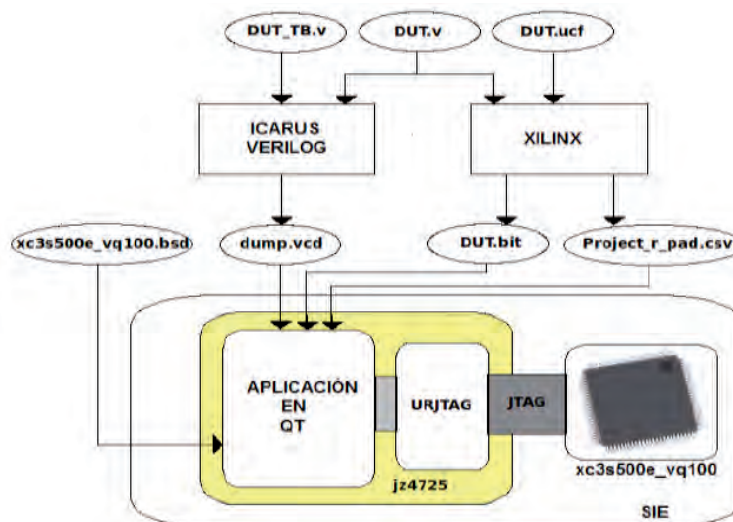 DUT_TB.v
DUT.v
DUT.ucf
ICARUS
VERILOG
XILINX
xc3s500e_vq100.bsd
dump.vcd
DUT.bit
Project_r_pad.csv
APLICACIÓN
EN
QT
URJTAG
JTAG
xc3s500e_vq100
jz4725
SIE